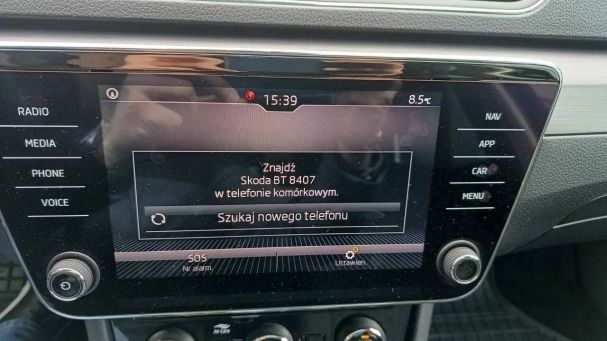 RADIO
MEDIA
PHONE
VOICE
15:39
8.5°C
Znajdź
Skoda BT 8407
w telefonie komórkowym.
Szukaj nowego telefonu
SOS
Nr alarm.
Ustawien.
NAV
APP
CAR
MENU